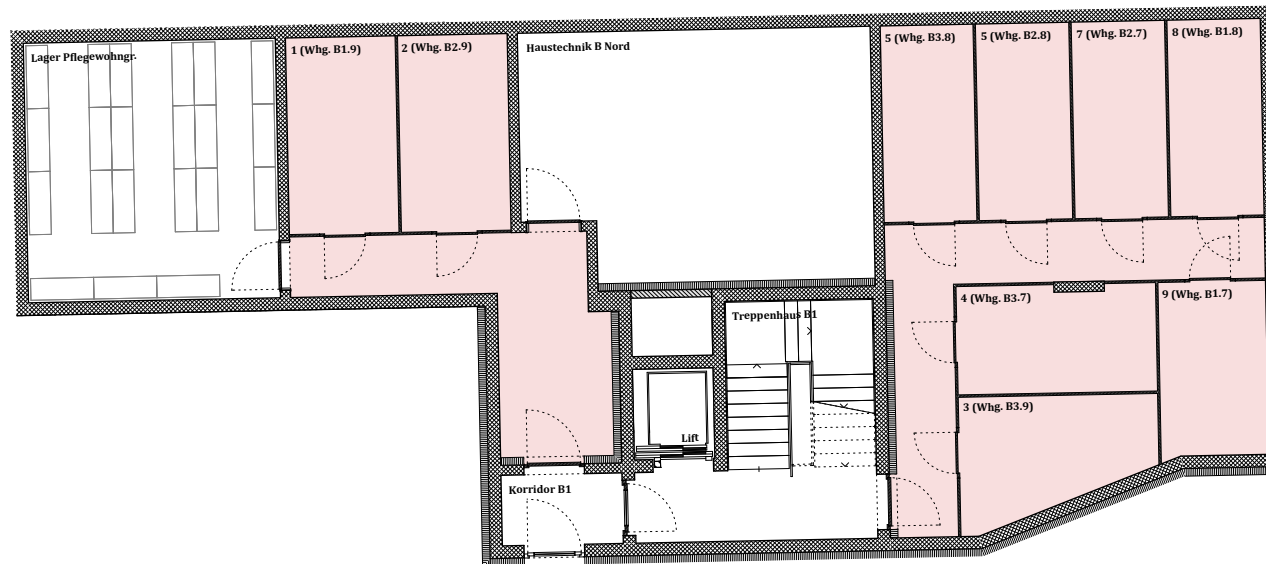 Lager Pflegewohngr.
1 (Whg. B1.9)
2 (Whg. B2.9)
Haustechnik B Nord
5 (Whg. B3.8)
5 (Whg. B2.8)
7 (Whg. B2.7)
8 (Whg. B1.8)
4 (Whg. B3.7)
9 (Whg. B1.7)
Treppenhaus B1
3 (Whg. B3.9)
Lift
Korridor B1